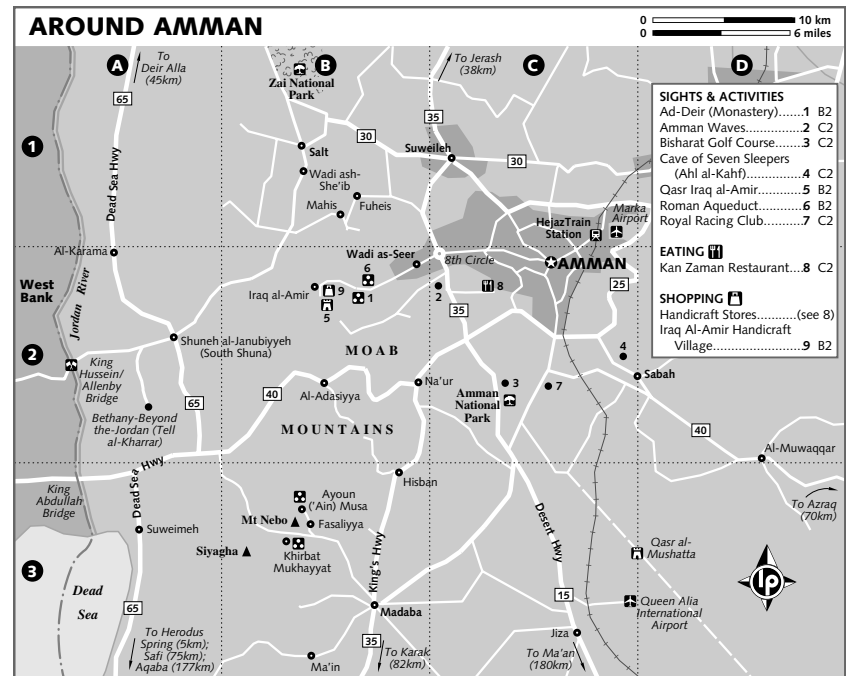 AROUND AMMAN
0 10 km
0 6 miles
A
B
C
D
1
2
3
To
Deir Alla
(45km)
65
Zai National
Park
To Jerash
(38km)
35
30
Salt
Suweileh
30
Wadi ash-
She'ib
Mahis
Fuheis
Dead Sea Hwy
HejazTrain
Station
Marka
Airport
Al-Karama
Wadi as-Seer
8th Circle
AMMAN
West
Bank
Jordan River
6
Iraq al-Amir
9
1
5
2
8
25
35
Shuneh al-Janubiyyeh
(South Shuna)
MOAB
4
King
Hussein/
Allenby
Bridge
Na'ur
3
7
Sabah
Al-Adasiyya
Amman
National
Park
65
40
Bethany-Beyond
the-Jordan (Tell
al-Kharrar)
MOUNTAINS
40
Al-Muwaqqar
Dead Sea Hwy
Hisban
King
Abdullah
Bridge
Ayoun
('Ain) Musa
Mt Nebo
Fasaliyya
To Azraq
(70km)
Suweimeh
Siyagha
Khirbat
Mukhayyat
King's Hwy
Desert Hwy
Qasr al-
Mushatta
Dead
Sea
65
Madaba
15
Queen Alia
International
Airport
To Herodus
Spring (5km);
Safi (75km);
Aqaba (177km)
35
Jiza
Ma'in
To Karak
(82km)
To Ma'an
(180km)
lp
SIGHTS & ACTIVITIES
Ad-Deir (Monastery).......1 B2
Amman Waves...............2 C2
Bisharat Golf Course.......3 C2
Cave of Seven Sleepers
(Ahl al-Kahf)................4 C2
Qasr Iraq al-Amir...........5 B2
Roman Aqueduct...........6 B2
Royal Racing Club..........7 C2
EATING
Kan Zaman Restaurant....8 C2
SHOPPING
Handicraft Stores..........(see 8)
Iraq Al-Amir Handicraft
Village........................9 B2